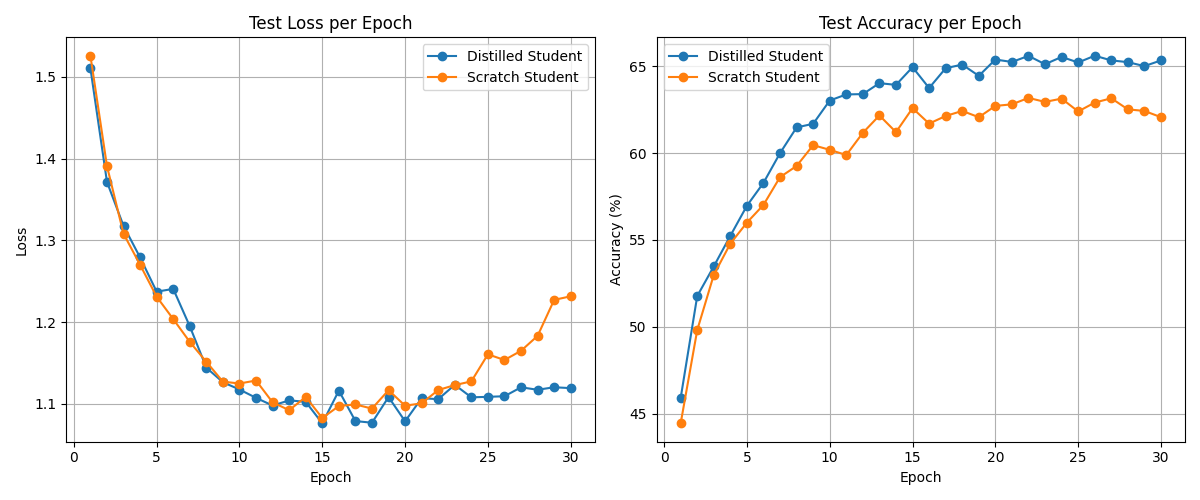 Test Loss per Epoch
Distilled Student
Scratch Student
1.5
1.4
1.3
1.2
1.1
Loss
0 5 10 15 20 25 30
Epoch
Test Accuracy per Epoch
Distilled Student
Scratch Student
65
60
55
50
45
Accuracy (%)
0 5 10 15 20 25 30
Epoch